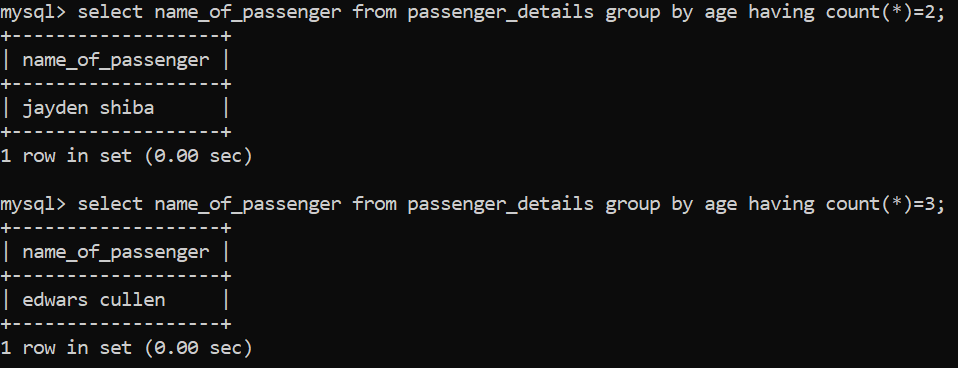 mysql> select name_of_passenger from passenger_details group by age having count(*)=2;
+-------------------+
| name_of_passenger |
+-------------------+
| jayden shiba      |
+-------------------+
1 row in set (0.00 sec)

mysql> select name_of_passenger from passenger_details group by age having count(*)=3;
+-------------------+
| name_of_passenger |
+-------------------+
| edwars cullen     |
+-------------------+
1 row in set (0.00 sec)